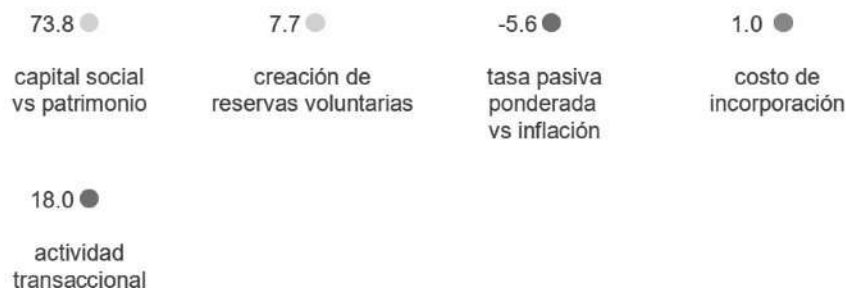 73.8
capital social
vs patrimonio
7.7
creación de
reservas voluntarias
-5.6
tasa pasiva
ponderada
vs inflación
1.0
costo de
incorporación
18.0
actividad
transaccional